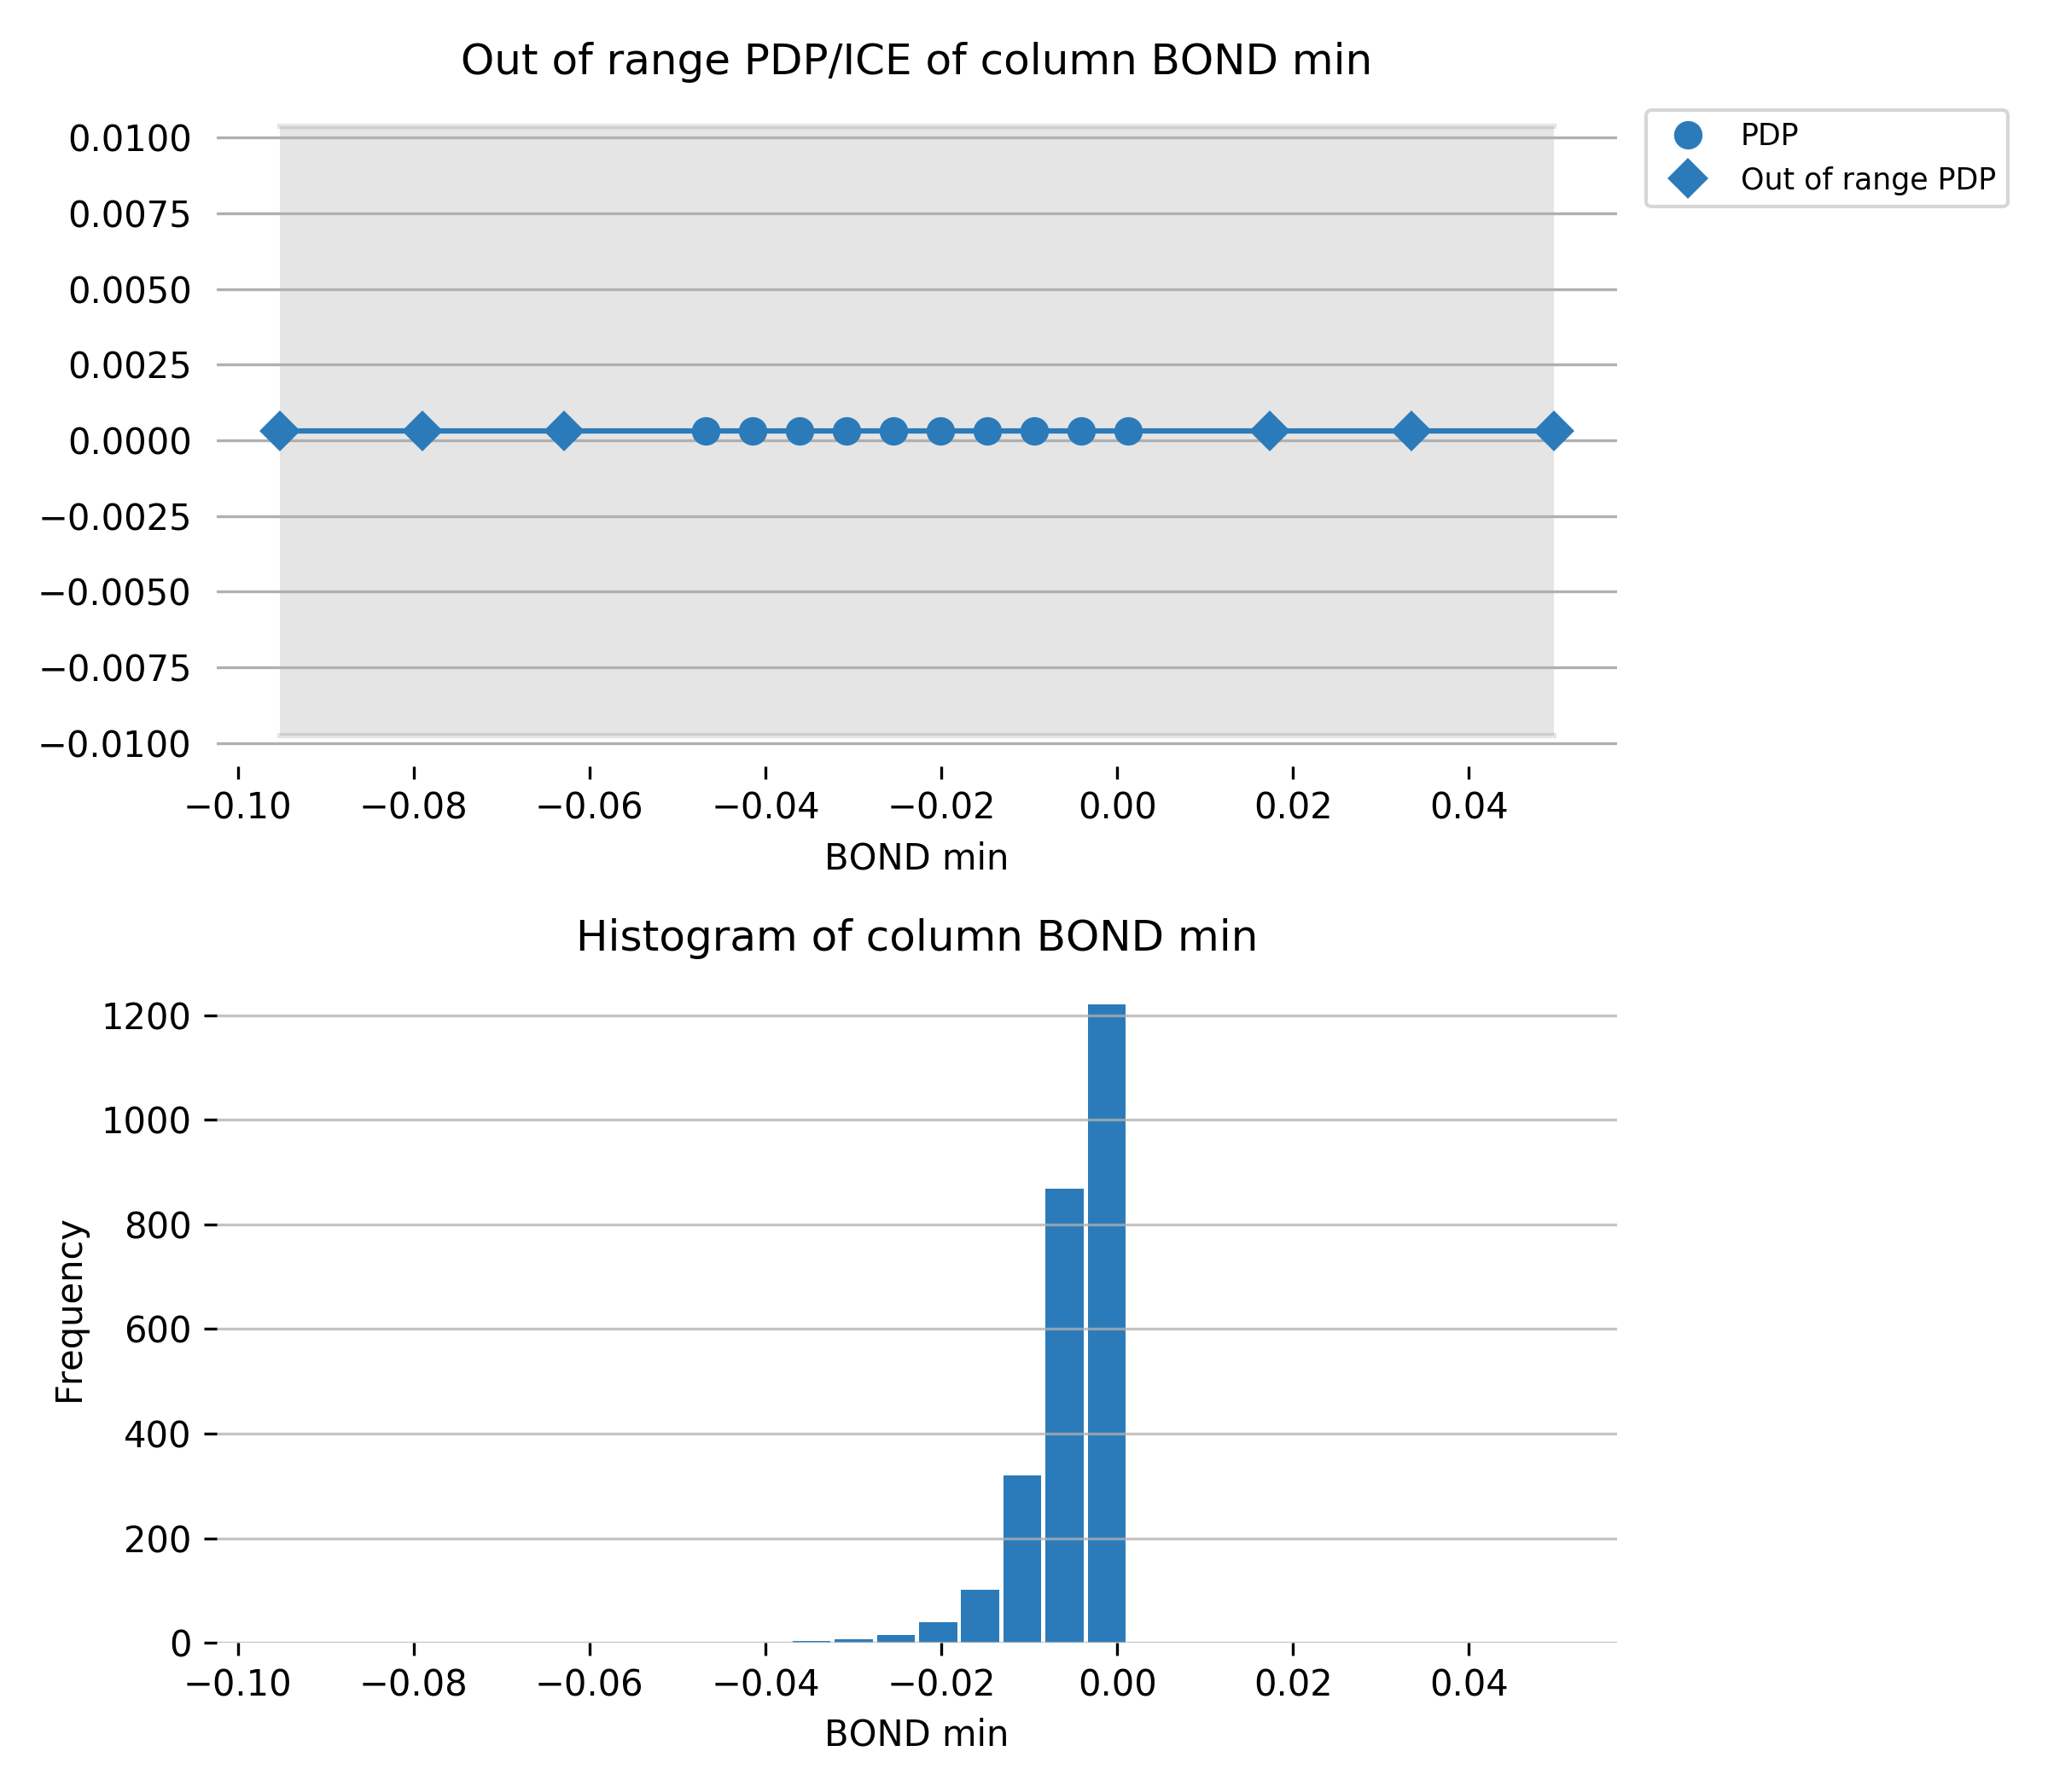 Out of range PDP/ICE of column BOND min
PDP
Out of range PDP
0.0100
0.0075
0.0050
0.0025
0.0000
−0.0025
−0.0050
−0.0075
−0.0100
−0.10 −0.08 −0.06 −0.04 −0.02 0.00 0.02 0.04
BOND min
Histogram of column BOND min
Frequency
1200
1000
800
600
400
200
0
−0.10 −0.08 −0.06 −0.04 −0.02 0.00 0.02 0.04
BOND min